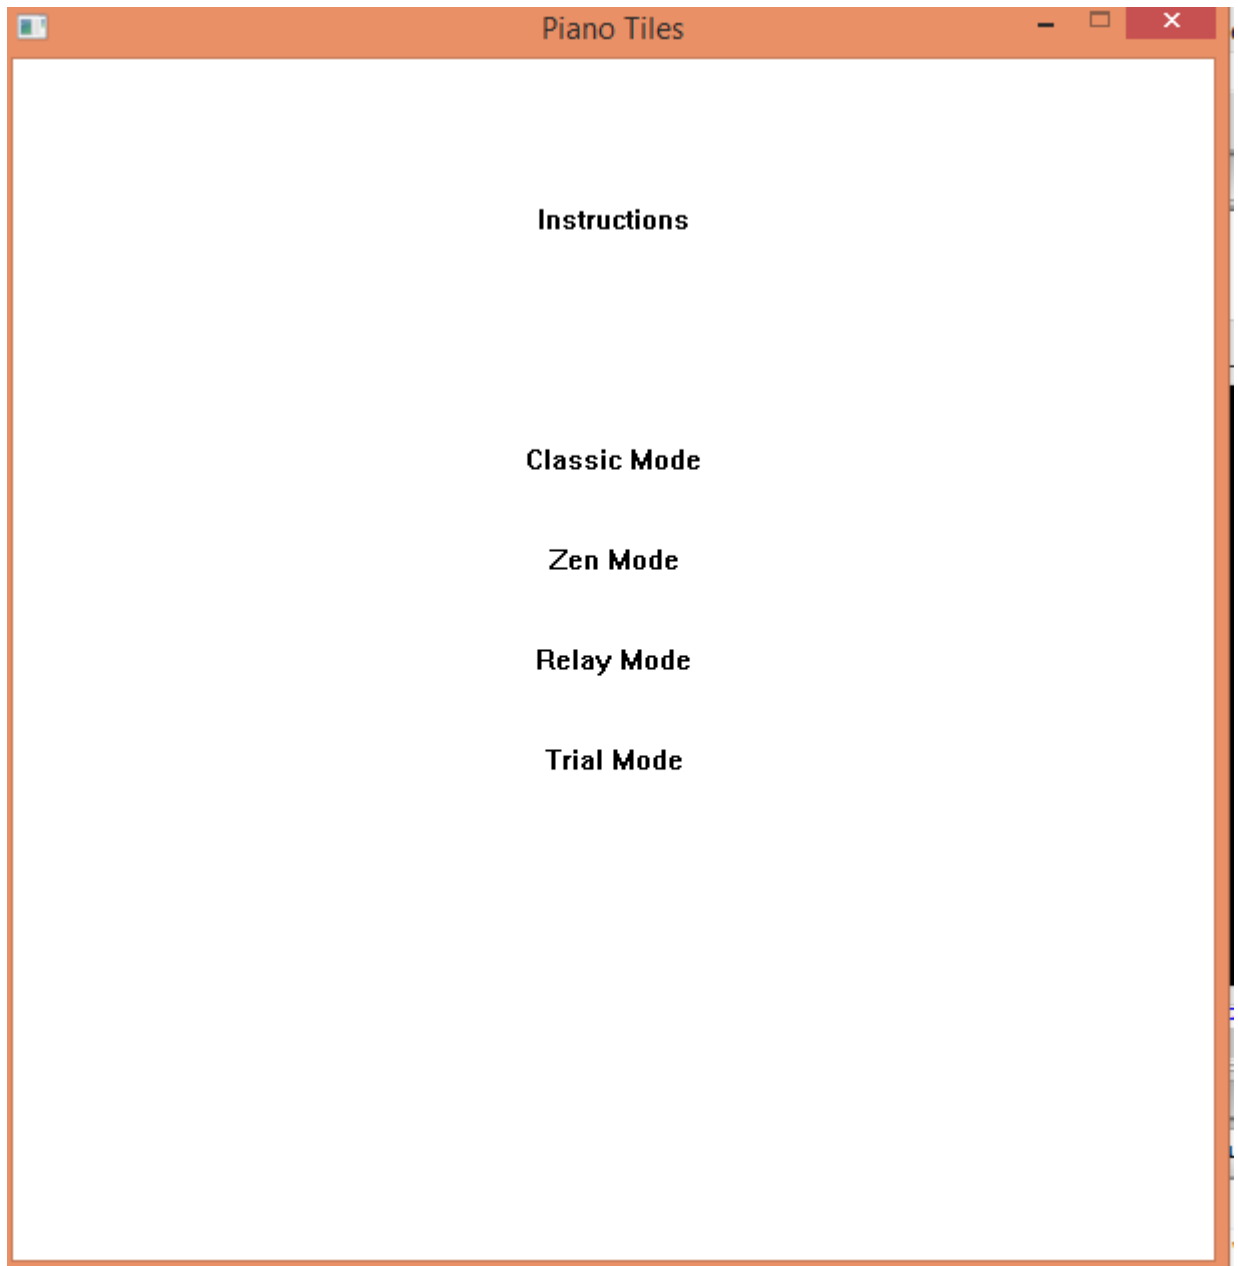 Piano Tiles
Instructions
Classic Mode
Zen Mode
Relay Mode
Trial Mode